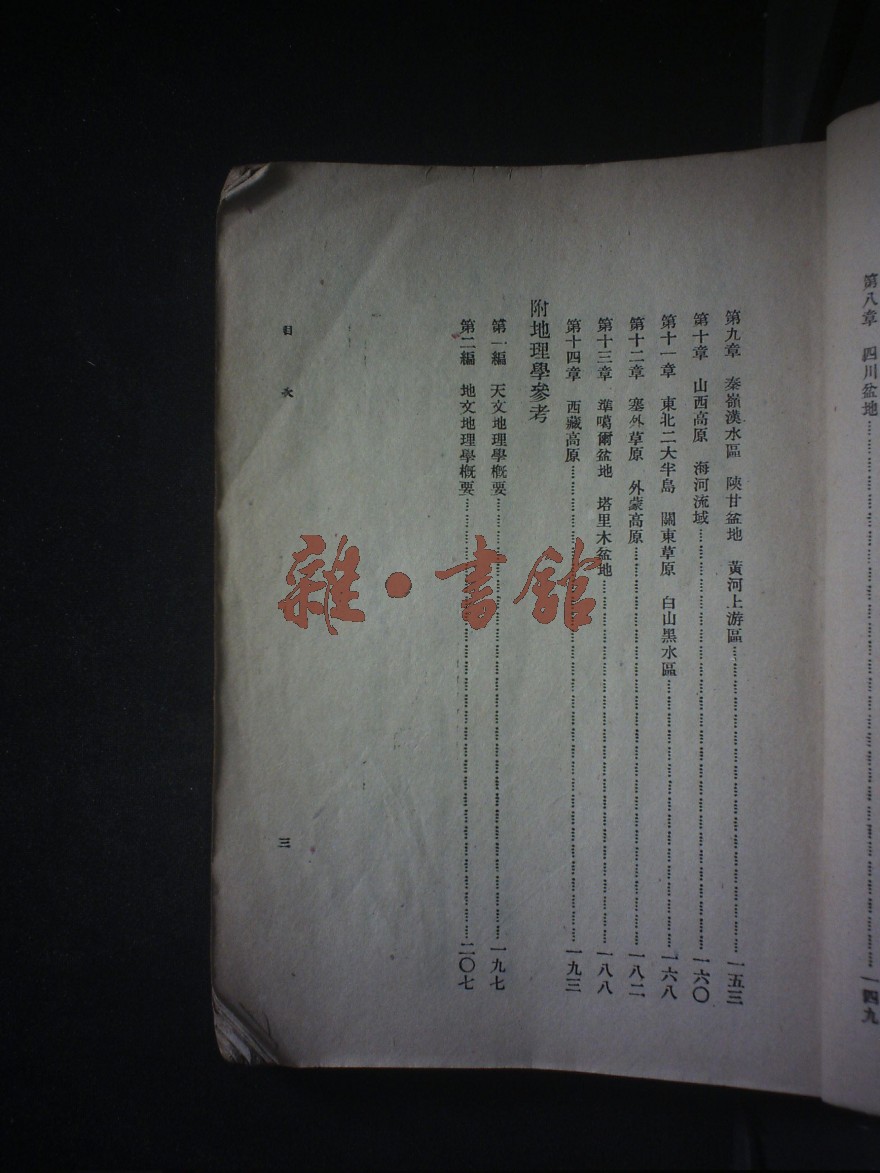 第八章　四川盆地……一四九
第九章　秦嶺漢水區　陝甘盆地　黃河上游區……一五三
第十章　山西高原　海河流域……一六〇
第十一章　東北二大半島　關東草原　白山黑水區……一六八
第十二章　塞外草原　外蒙高原……一八二
第十三章　準噶爾盆地　塔里木盆地……一八八
第十四章　西藏高原……一九三
附地理學參考
第一編　天文地理學概要……一九七
第二編　地文地理學概要……二〇七
目次　三
雜·書館